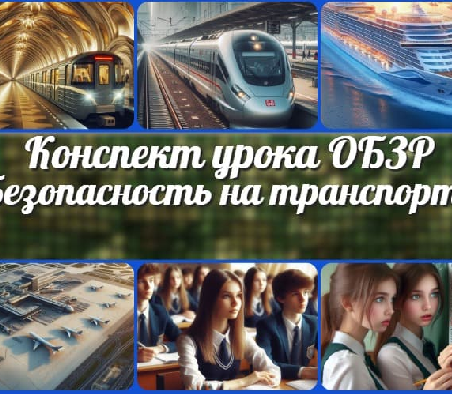 Конспект урока ОБЗР
безопасность на транспорт